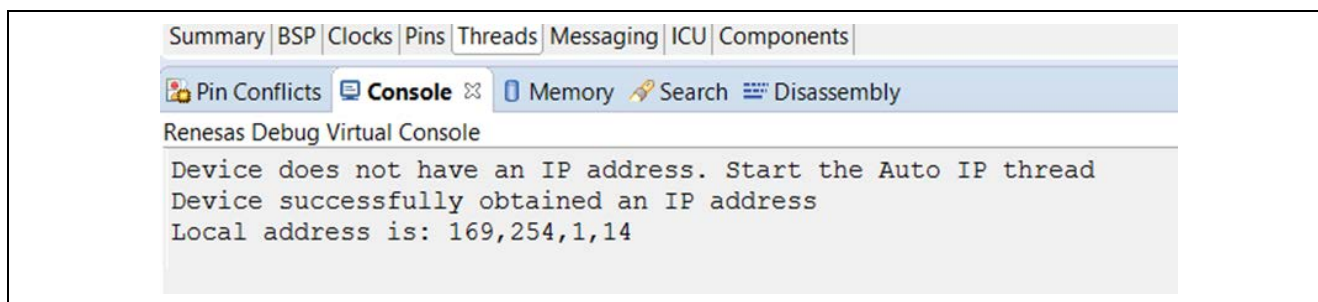 Summary BSP Clocks Pins Threads Messaging ICU Components
Pin Conflicts Console Memory Search Disassembly
Renesas Debug Virtual Console
Device does not have an IP address. Start the Auto IP thread
Device successfully obtained an IP address
Local address is: 169,254,1,14